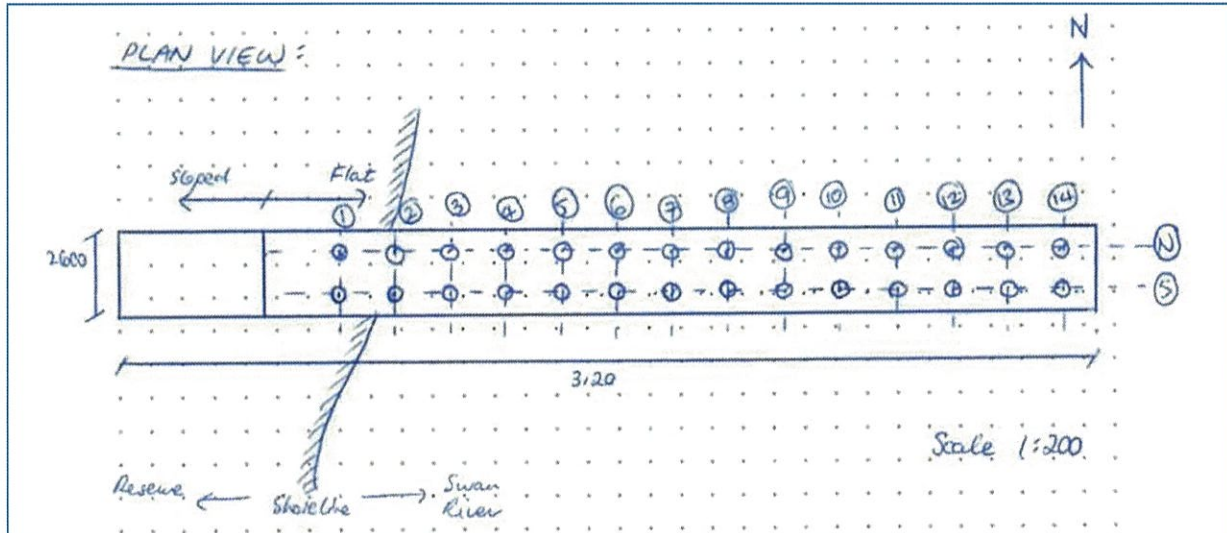 PLAN VIEW:
N
Sloped
Flat
1 2 3 4 5 6 7 8 9 10 11 12 13 14
2600
N
S
3120
Scale 1:200
Reserve
Shoreline
Swan
River